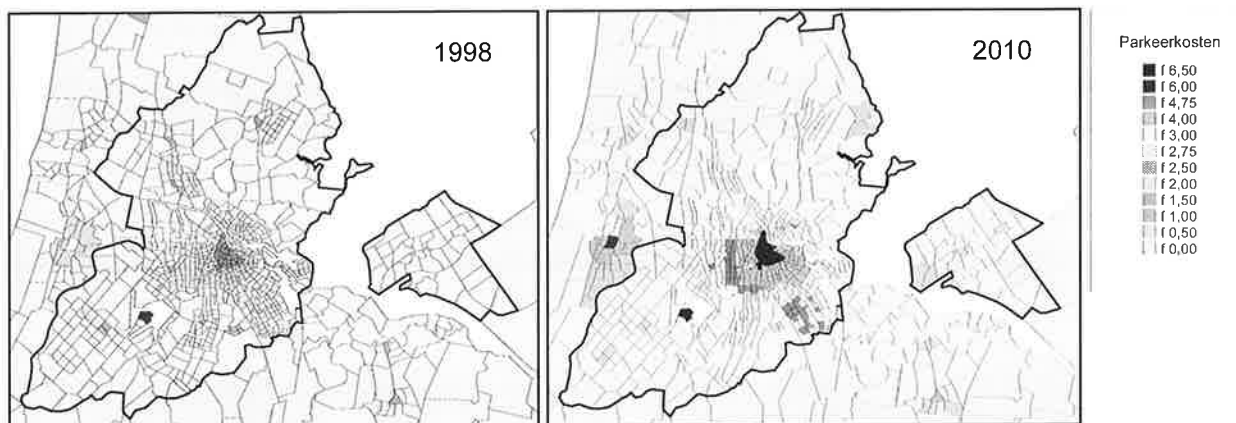 1998
2010
Parkeerkosten
f 6,50
f 6,00
f 4,75
f 4,00
f 3,00
f 2,75
f 2,50
f 2,00
f 1,50
f 1,00
f 0,50
f 0,00